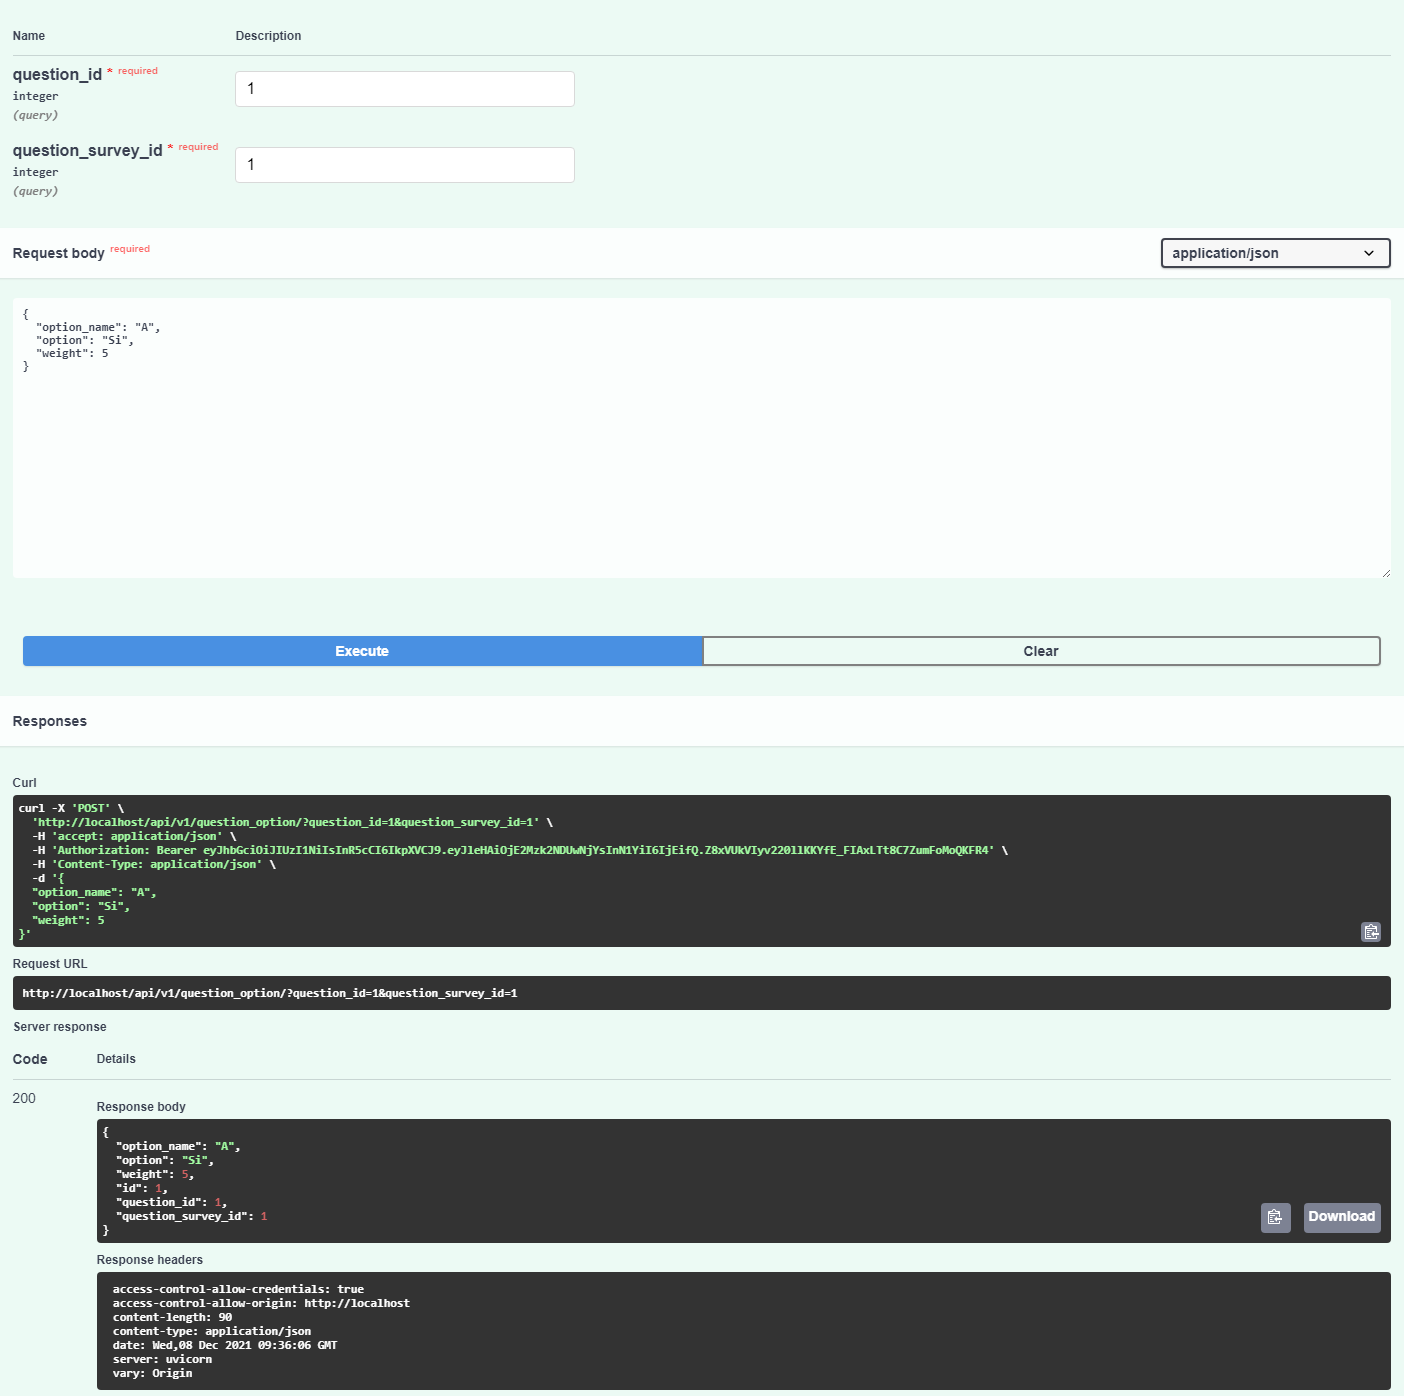 Name Description
question_id * required
integer
(query)
1
question_survey_id * required
integer
(query)
1
Request body required
application/json
{
  "option_name": "A",
  "option": "Si",
  "weight": 5
}
Execute Clear
Responses
Curl
curl -X 'POST' \
  'http://localhost/api/v1/question_option/?question_id=1&question_survey_id=1' \
  -H 'accept: application/json' \
  -H 'Authorization: Bearer eyJhbGciOiJIUzI1NiIsInR5cCI6IkpXVCJ9.eyJleHAiOjE2Mzk2NDUwNjYsInN1YiI6IjEifQ.Z8xVUkVIyv220llKKYfE_FIAxLTt8C7ZumFoMoQKFR4' \
  -H 'Content-Type: application/json' \
  -d '{
  "option_name": "A",
  "option": "Si",
  "weight": 5
}'
Request URL
http://localhost/api/v1/question_option/?question_id=1&question_survey_id=1
Server response
Code Details
200
Response body
{
  "option_name": "A",
  "option": "Si",
  "weight": 5,
  "id": 1,
  "question_id": 1,
  "question_survey_id": 1
}
Download
Response headers
access-control-allow-credentials: true
access-control-allow-origin: http://localhost
content-length: 90
content-type: application/json
date: Wed,08 Dec 2021 09:36:06 GMT
server: uvicorn
vary: Origin